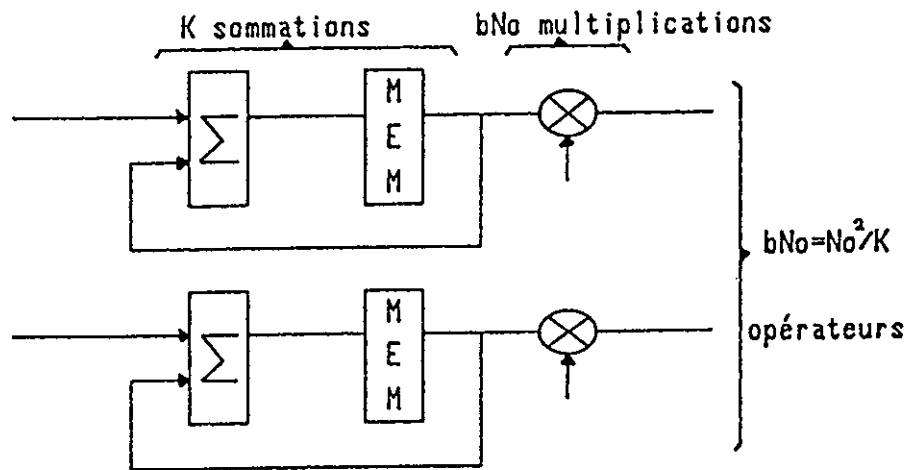 K sommations bNo multiplications
Σ
M
E
M
bNo=No²/K
opérateurs
Σ
M
E
M